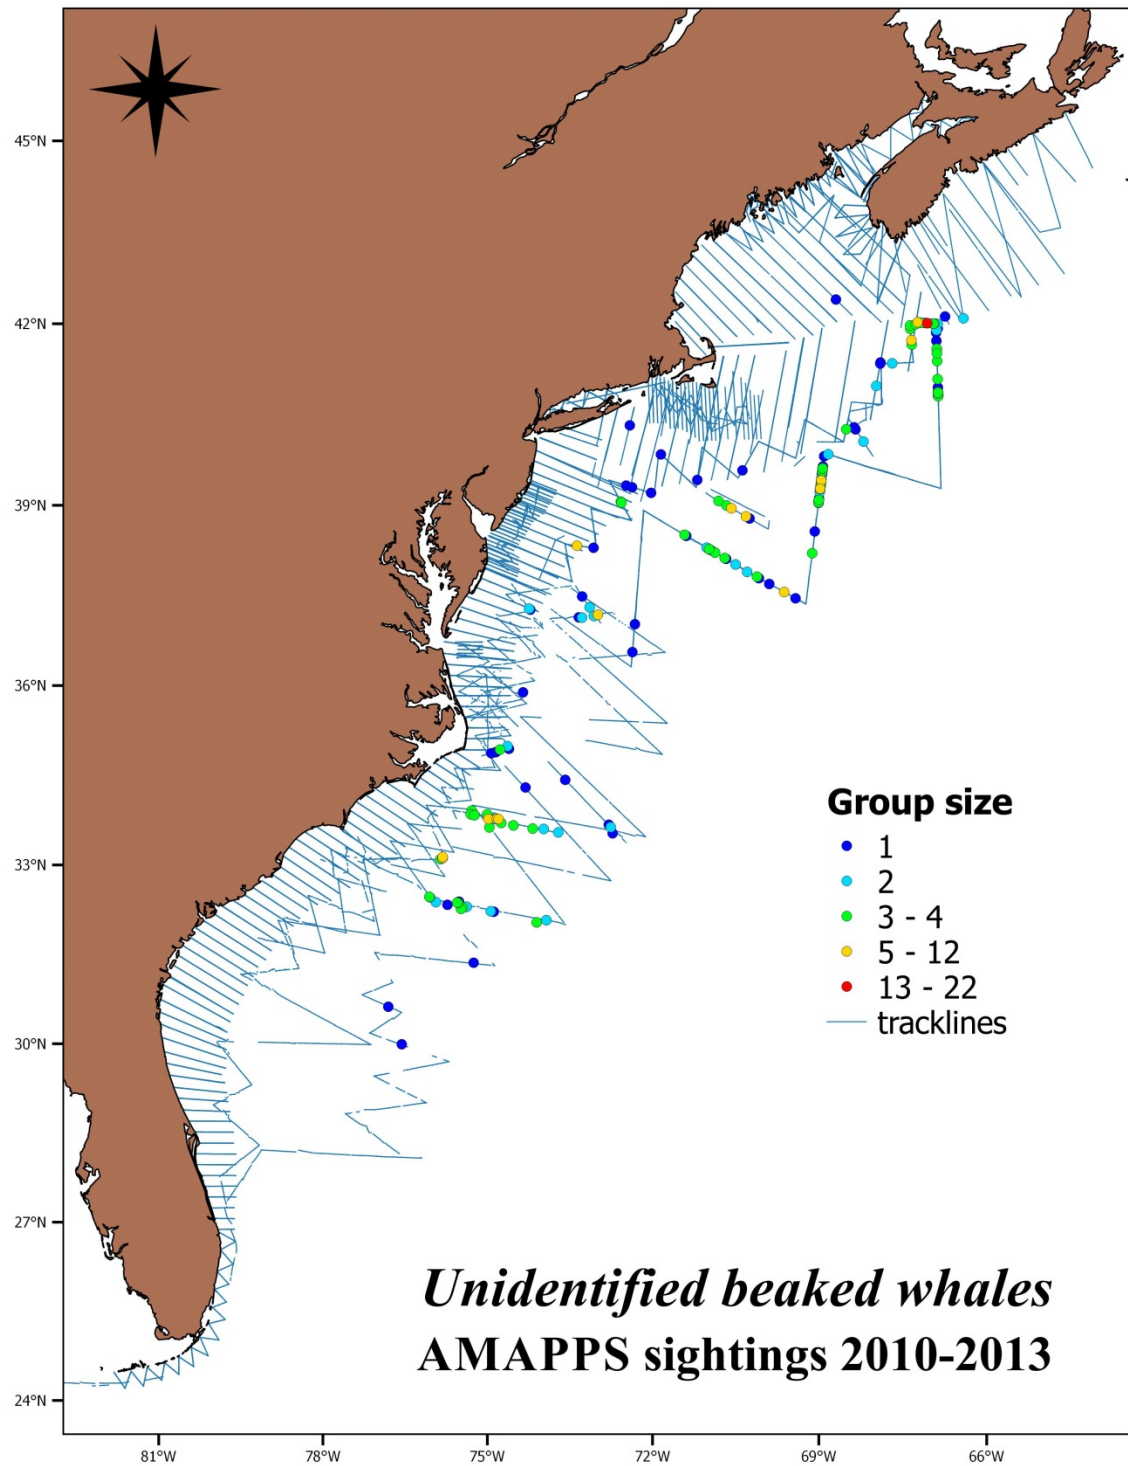 45°N
42°N
39°N
36°N
33°N
30°N
27°N
24°N
Group size
1
2
3 - 4
5 - 12
13 - 22
tracklines
Unidentified beaked whales
AMAPPS sightings 2010-2013
81°W 78°W 75°W 72°W 69°W 66°W